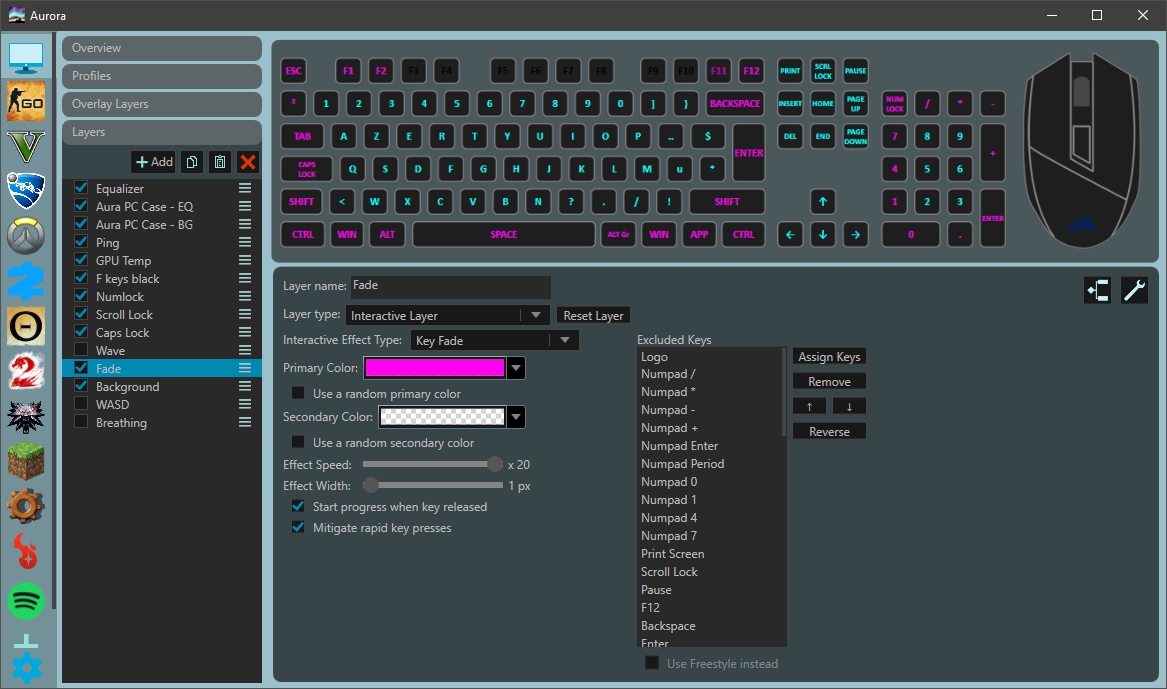 Aurora
Overview
Profiles
Overlay Layers
Layers
Add
Equalizer
Aura PC Case - EQ
Aura PC Case - BG
Ping
GPU Temp
F keys black
Numlock
Scroll Lock
Caps Lock
Wave
Fade
Background
WASD
Breathing
GO
ESC F1 F2 F3 F4 F5 F6 F7 F8 F9 F10 F11 F12 PRINT SCRL LOCK PAUSE
² 1 2 3 4 5 6 7 8 9 0 ] } BACKSPACE INSERT HOME PAGE UP NUM LOCK / * -
TAB A Z E R T Y U I O P .. $ ENTER DEL END PAGE DOWN 7 8 9 +
CAPS LOCK Q S D F G H J K L M u * 4 5 6
SHIFT < W X C V B N ? . / ! SHIFT ↑ 1 2 3 ENTER
CTRL WIN ALT SPACE ALT Gr WIN APP CTRL ← ↓ → 0 .
Layer name: Fade
Layer type: Interactive Layer Reset Layer
Interactive Effect Type: Key Fade
Primary Color:
Use a random primary color
Secondary Color:
Use a random secondary color
Effect Speed: x 20
Effect Width: 1 px
Start progress when key released
Mitigate rapid key presses
Excluded Keys
Logo
Numpad /
Numpad *
Numpad -
Numpad +
Numpad Enter
Numpad Period
Numpad 0
Numpad 1
Numpad 4
Numpad 7
Print Screen
Scroll Lock
Pause
F12
Backspace
Enter
Use Freestyle instead
Assign Keys
Remove
↑ ↓
Reverse